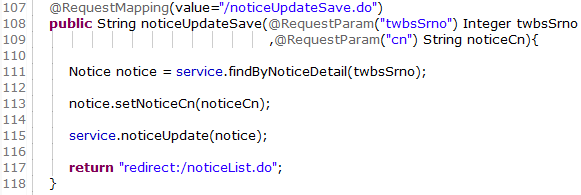 107 @RequestMapping(value="/noticeUpdateSave.do")
108 public String noticeUpdateSave(@RequestParam("twbsSrno") Integer twbsSrno
109 ,@RequestParam("cn") String noticeCn){
110
111 Notice notice = service.findByNoticeDetail(twbsSrno);
112
113 notice.setNoticeCn(noticeCn);
114
115 service.noticeUpdate(notice);
116
117 return "redirect:/noticeList.do";
118 }